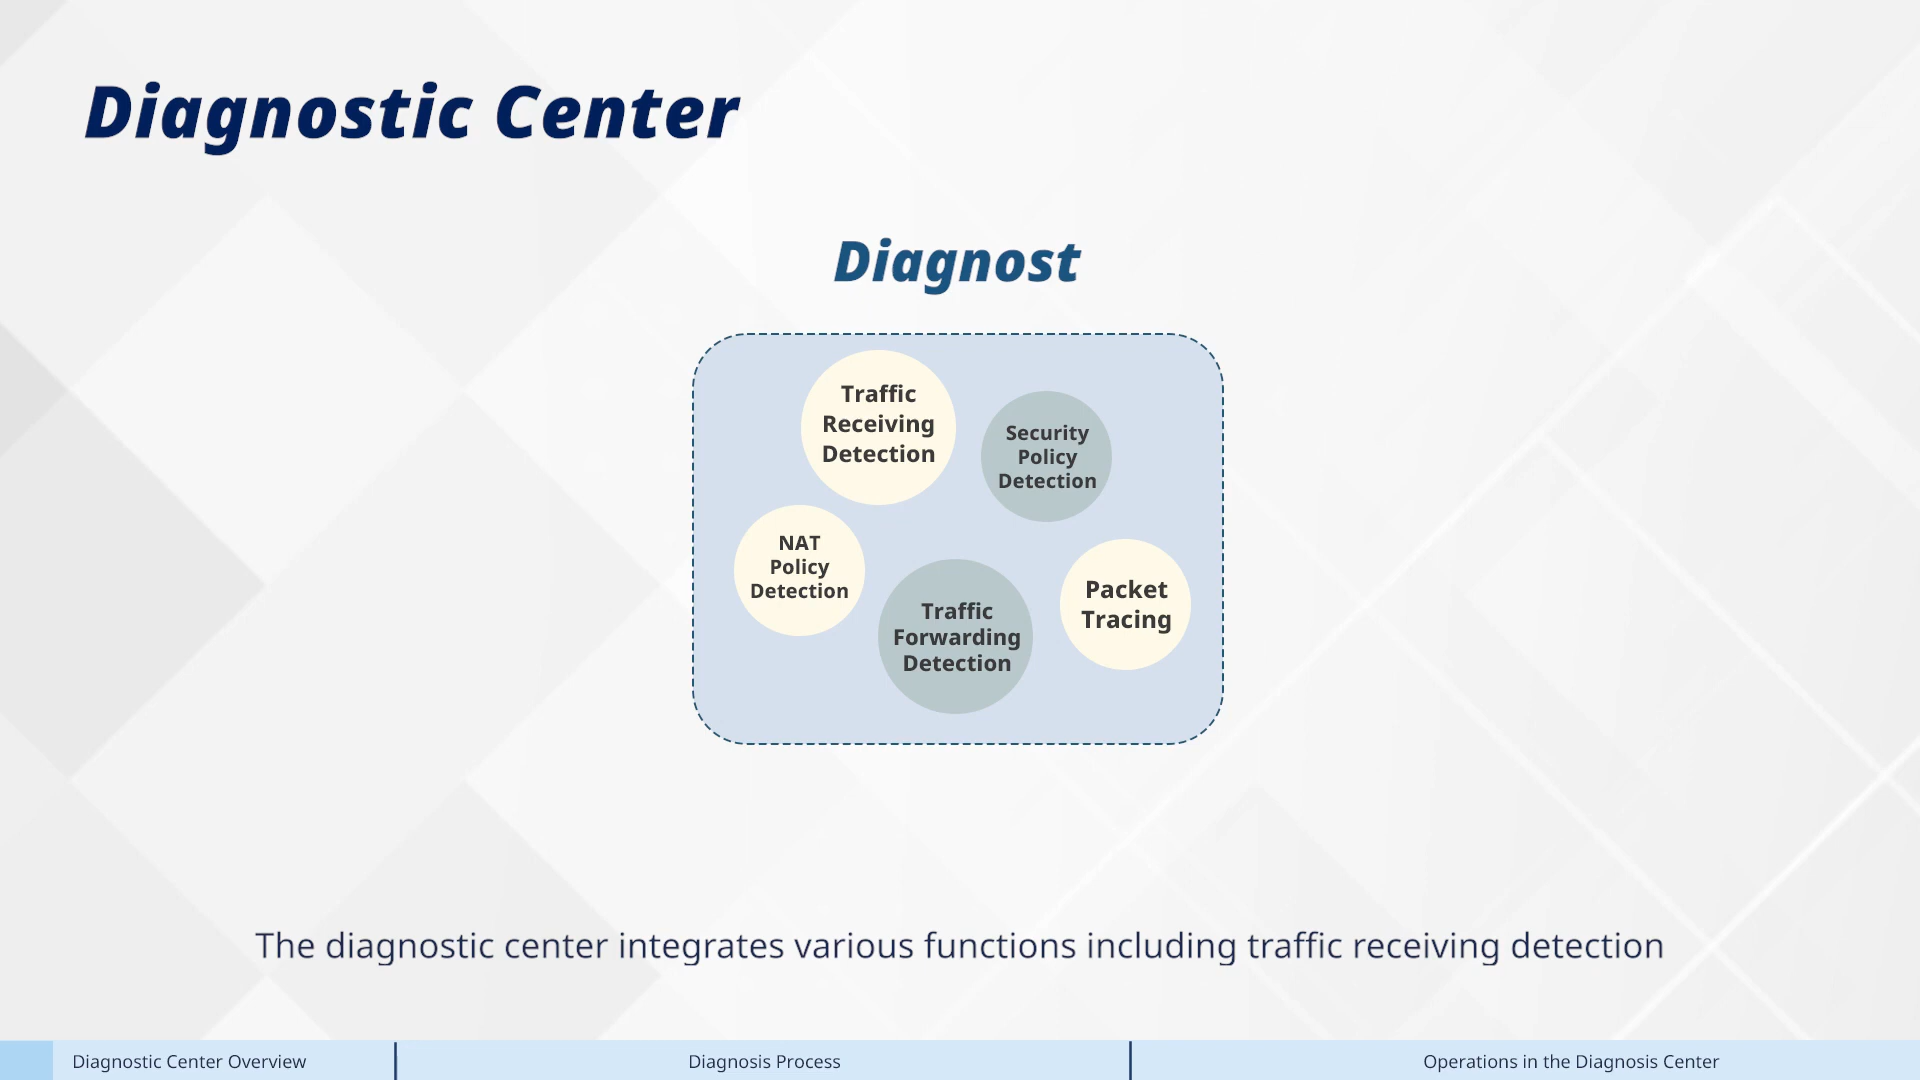 Diagnostic Center
Diagnost
Traffic
Receiving
Detection
Security
Policy
Detection
NAT
Policy
Detection
Traffic
Forwarding
Detection
Packet
Tracing
The diagnostic center integrates various functions including traffic receiving detection
Diagnostic Center Overview
Diagnosis Process
Operations in the Diagnosis Center